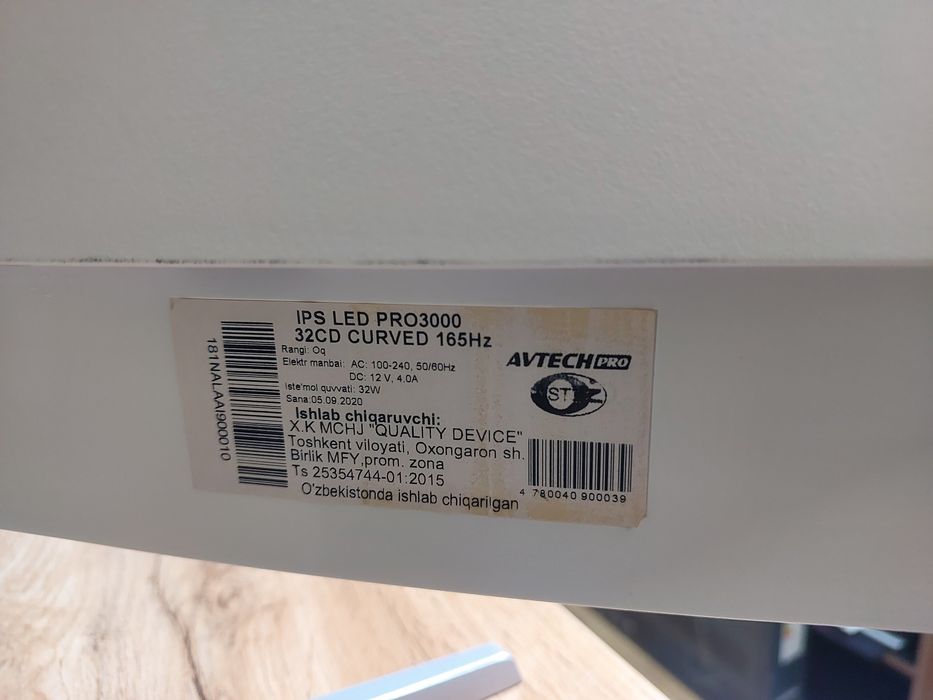 IPS LED PRO3000
32CD CURVED 165Hz
Rangi: Oq
Elektr manbai: AC: 100-240, 50/60Hz
DC: 12 V, 4.0A
Iste'mol quvvati: 32W
Sana:05.09.2020
Ishlab chiqaruvchi:
X.K MCHJ "QUALITY DEVICE"
Toshkent viloyati, Oxongaron sh.
Birlik MFY,prom. zona
Ts 25354744-01:2015
O'zbekistonda ishlab chiqarilgan
181NALAAI900010
AVTECH PRO
ST
4 780040 900039